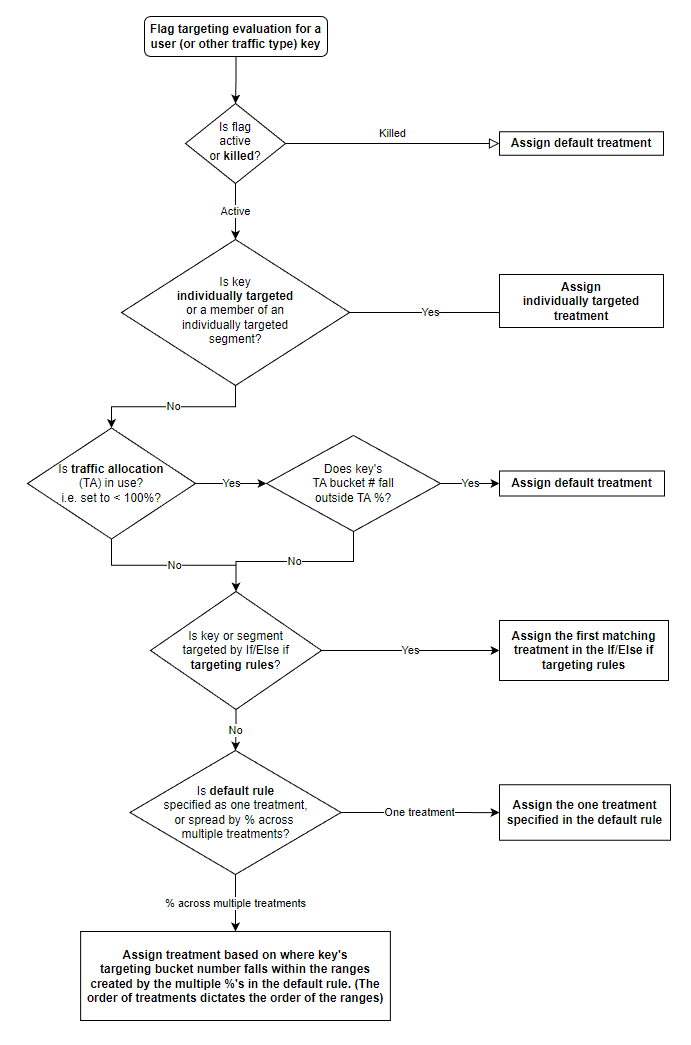 Flag targeting evaluation for a
user (or other traffic type) key
Is flag
active
or killed?
Killed
Assign default treatment
Active
Is key
individually targeted
or a member of an
individually targeted
segment?
Yes
Assign
individually targeted
treatment
No
Is traffic allocation
(TA) in use?
i.e. set to < 100%?
Yes
Does key's
TA bucket # fall
outside TA %?
Yes
Assign default treatment
No
No
Is key or segment
targeted by If/Else if
targeting rules?
Yes
Assign the first matching
treatment in the If/Else if
targeting rules
No
Is default rule
specified as one treatment,
or spread by % across
multiple treatments?
One treatment
Assign the one treatment
specified in the default rule
% across multiple treatments
Assign treatment based on where key's
targeting bucket number falls within the ranges
created by the multiple %'s in the default rule. (The
order of treatments dictates the order of the ranges)